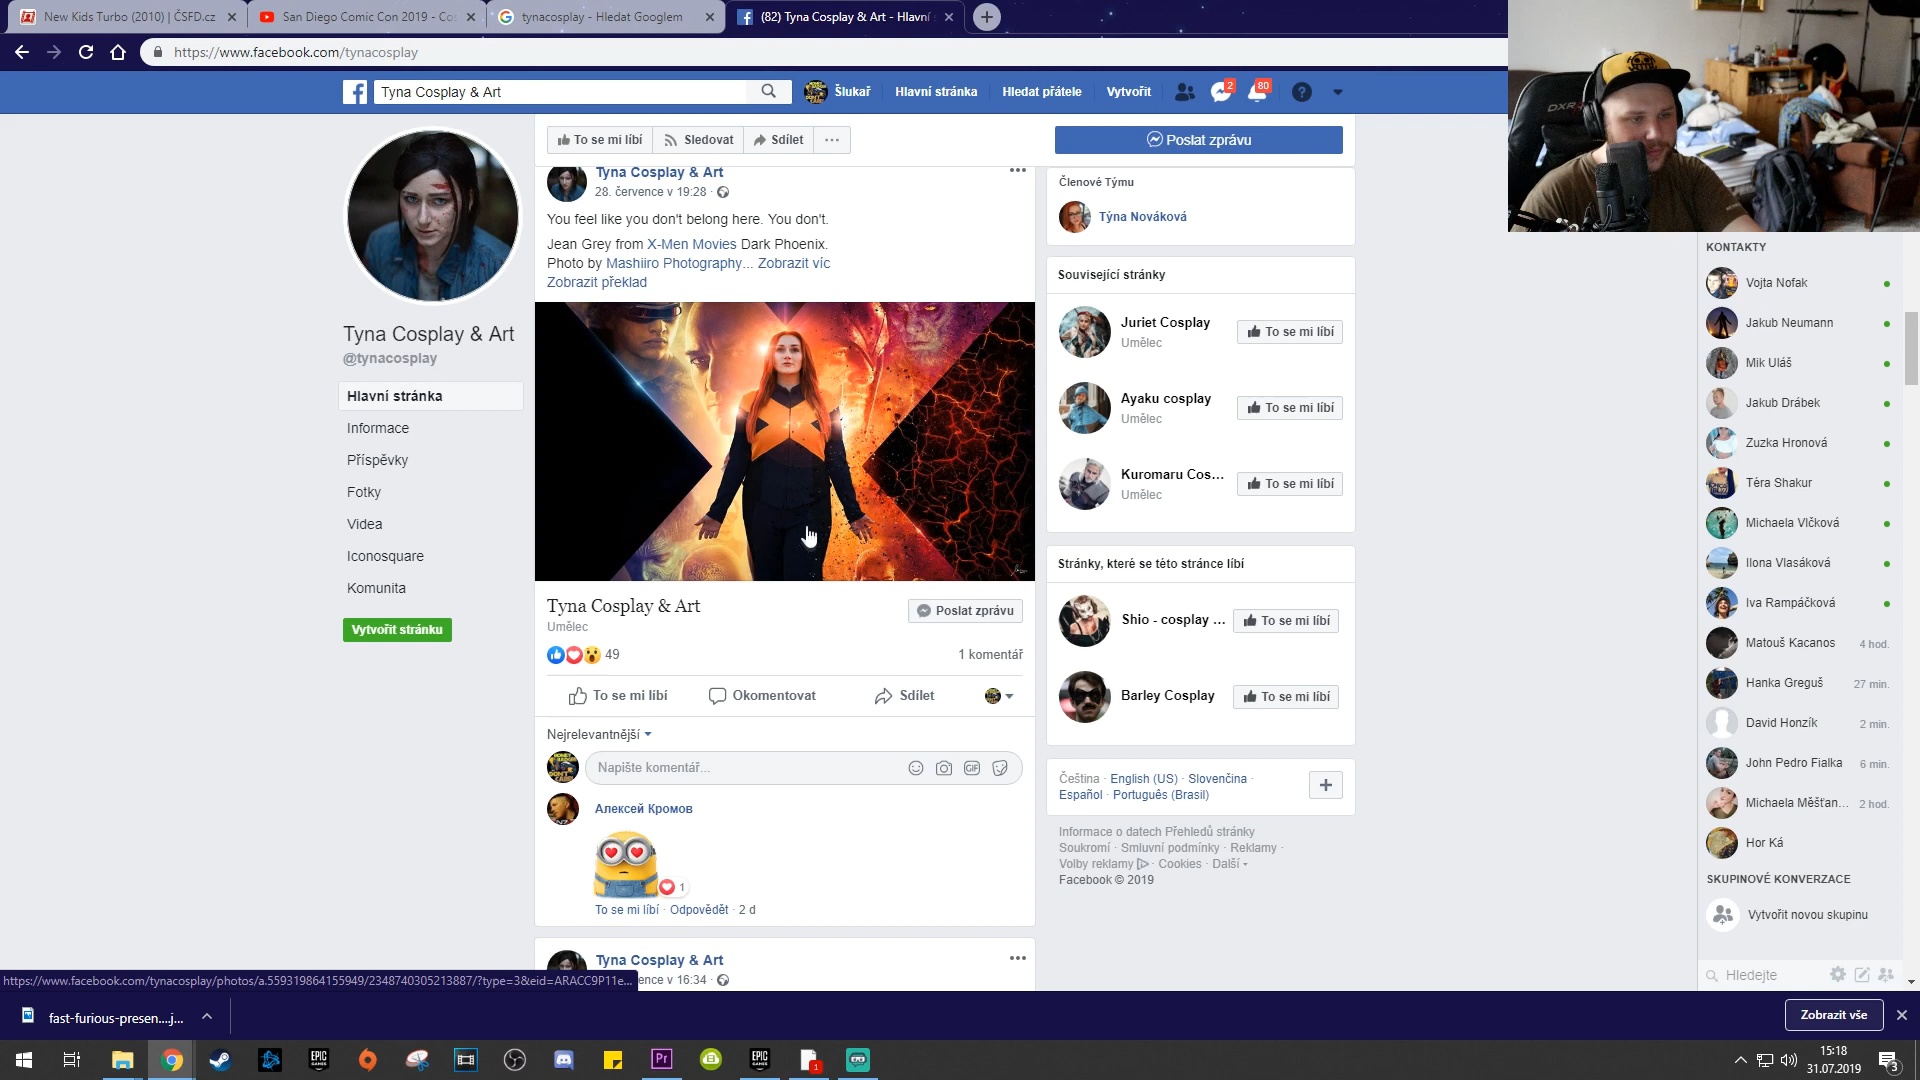 New Kids Turbo (2010) | ČSFD.cz
San Diego Comic Con 2019 - Co
tynacosplay - Hledat Googlem
(82) Tyna Cosplay & Art - Hlavní
https://www.facebook.com/tynacosplay
Tyna Cosplay & Art
Šlukař
Hlavní stránka
Hledat přátele
Vytvořit
2
80
To se mi líbí
Sledovat
Sdílet
Poslat zprávu
Tyna Cosplay & Art
@tynacosplay
Hlavní stránka
Informace
Příspěvky
Fotky
Videa
Iconosquare
Komunita
Vytvořit stránku
Tyna Cosplay & Art
28. července v 19:28 ·
You feel like you don't belong here. You don't.
Jean Grey from X-Men Movies Dark Phoenix.
Photo by Mashiiro Photography... Zobrazit víc
Zobrazit překlad
Tyna Cosplay & Art
Umělec
Poslat zprávu
49
1 komentář
To se mi líbí
Okomentovat
Sdílet
Nejrelevantnější
Napište komentář...
GIF
Алексей Кромов
1
To se mi líbí · Odpovědět · 2 d
Tyna Cosplay & Art
ence v 16:34 ·
Členové Týmu
Týna Nováková
Související stránky
Juriet Cosplay
Umělec
To se mi líbí
Ayaku cosplay
Umělec
To se mi líbí
Kuromaru Cos...
Umělec
To se mi líbí
Stránky, které se této stránce líbí
Shio - cosplay ...
To se mi líbí
Barley Cosplay
To se mi líbí
Čeština · English (US) · Slovenčina ·
Español · Português (Brasil)
Informace o datech Přehledů stránky
Soukromí · Smluvní podmínky · Reklamy ·
Volby reklamy · Cookies · Další
Facebook © 2019
DXR
KONTAKTY
Vojta Nofak
Jakub Neumann
Mik Uláš
Jakub Drábek
Zuzka Hronová
Téra Shakur
Michaela Vlčková
Ilona Vlasáková
Iva Rampáčková
Matouš Kacanos 4 hod.
Hanka Greguš 27 min.
David Honzík 2 min.
John Pedro Fialka 6 min.
Michaela Měšťan... 2 hod.
Hor Ká
SKUPINOVÉ KONVERZACE
Vytvořit novou skupinu
Hledejte
https://www.facebook.com/tynacosplay/photos/a.559319864155949/2348740305213887/?type=3&eid=ARACC9P11e...
fast-furious-presen....j...
Zobrazit vše
EPIC GAMES
Pr
EPIC GAMES
1
15:18
31.07.2019
3